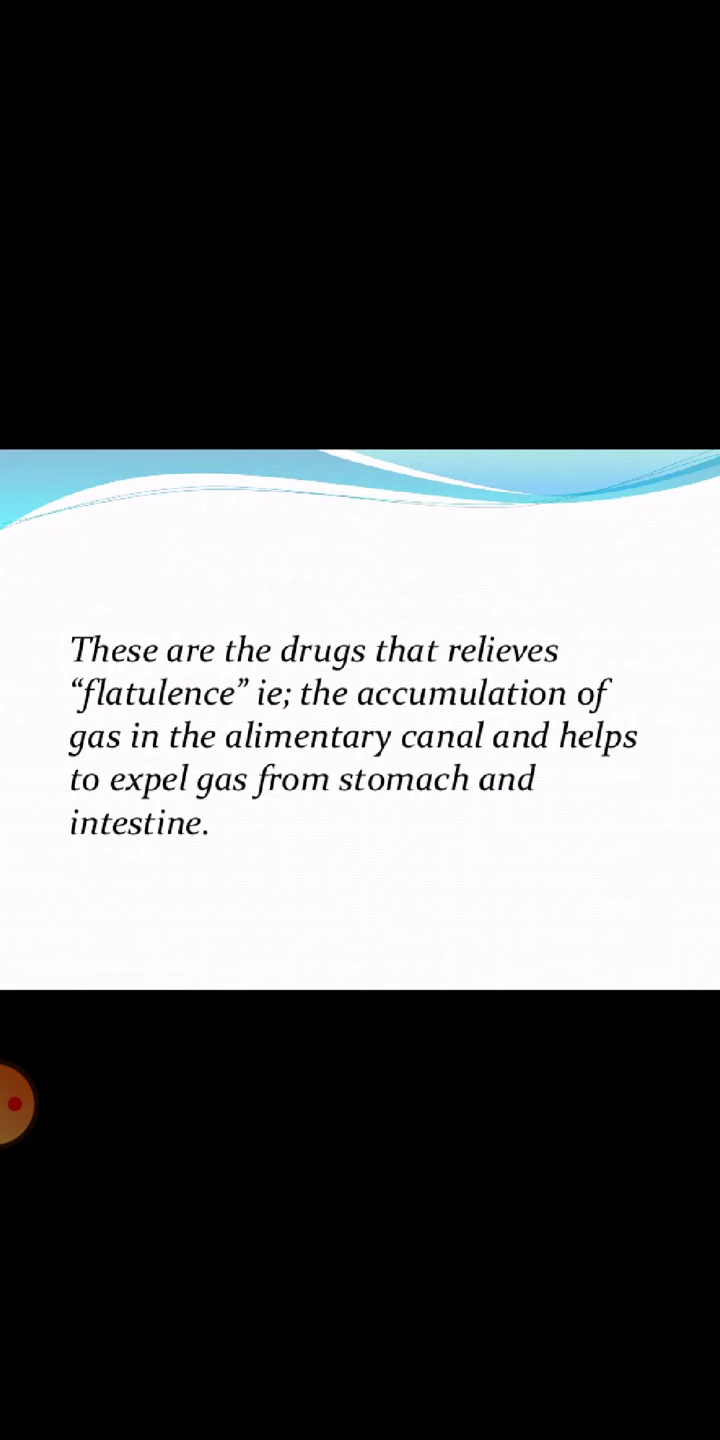 These are the drugs that relieves
“flatulence” ie; the accumulation of
gas in the alimentary canal and helps
to expel gas from stomach and
intestine.